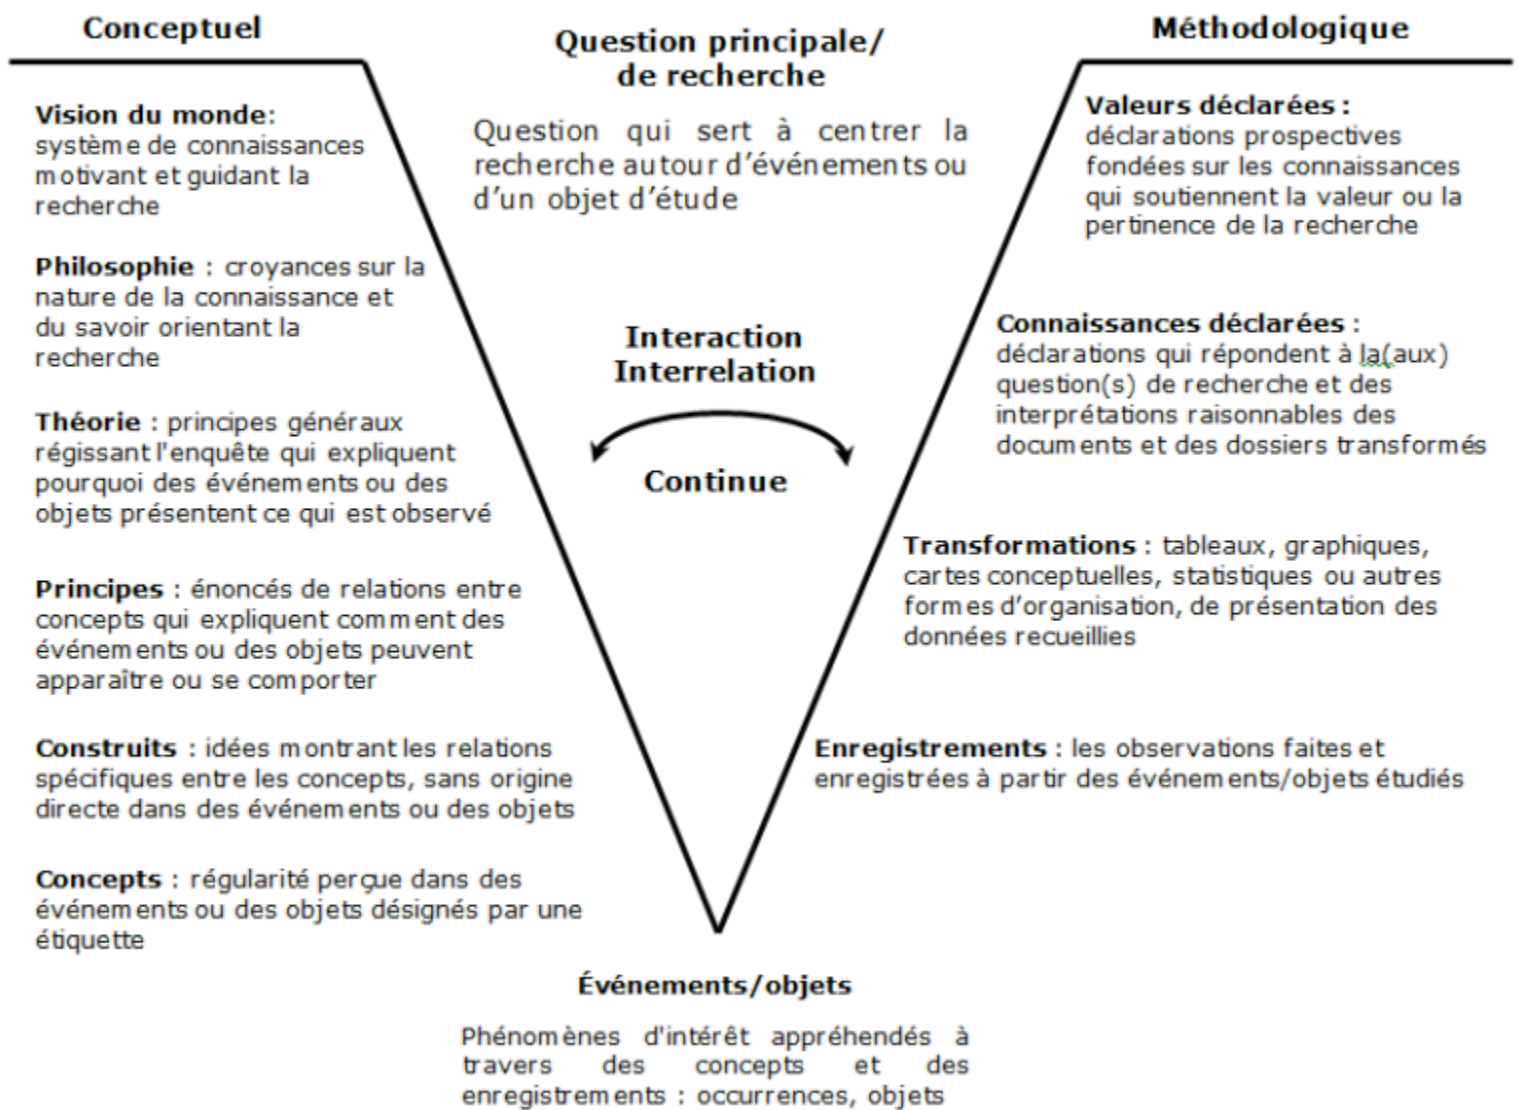 Conceptuel
Vision du monde:
système de connaissances
motivant et guidant la
recherche
Philosophie : croyances sur la
nature de la connaissance et
du savoir orientant la
recherche
Théorie : principes généraux
régissant l'enquête qui expliquent
pourquoi des événements ou des
objets présentent ce qui est observé
Principes : énoncés de relations entre
concepts qui expliquent comment des
événements ou des objets peuvent
apparaître ou se comporter
Construits : idées montrant les relations
spécifiques entre les concepts, sans origine
directe dans des événements ou des objets
Concepts : régularité perçue dans des
événements ou des objets désignés par une
étiquette
Question principale/
de recherche
Question qui sert à centrer la
recherche autour d’événements ou
d’un objet d’étude
Interaction
Interrelation
Continue
Méthodologique
Valeurs déclarées :
déclarations prospectives
fondées sur les connaissances
qui soutiennent la valeur ou la
pertinence de la recherche
Connaissances déclarées :
déclarations qui répondent à la(aux)
question(s) de recherche et des
interprétations raisonnables des
documents et des dossiers transformés
Transformations : tableaux, graphiques,
cartes conceptuelles, statistiques ou autres
formes d’organisation, de présentation des
données recueillies
Enregistrements : les observations faites et
enregistrées à partir des événements/objets étudiés
Événements/objets
Phénomènes d'intérêt appréhendés à
travers des concepts et des
enregistrements : occurrences, objets